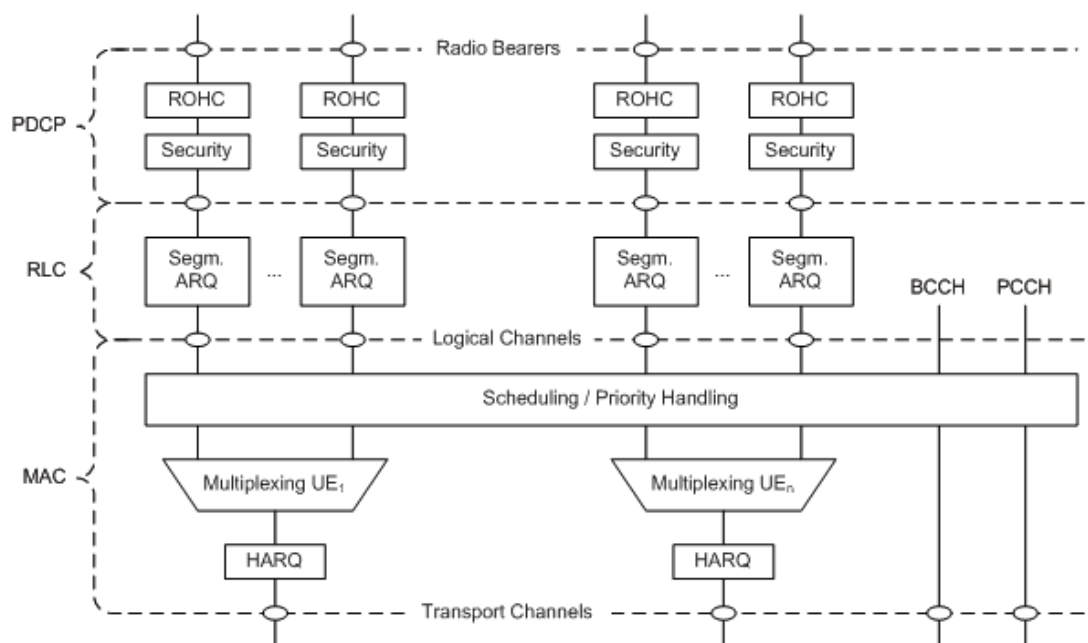 Radio Bearers
ROHC ROHC ROHC ROHC
PDCP
Security Security Security Security
Segm. Segm. Segm. Segm.
ARQ ... ARQ ARQ ... ARQ
RLC
BCCH PCCH
Logical Channels
Scheduling / Priority Handling
MAC
Multiplexing UE₁ Multiplexing UEₙ
HARQ HARQ
Transport Channels